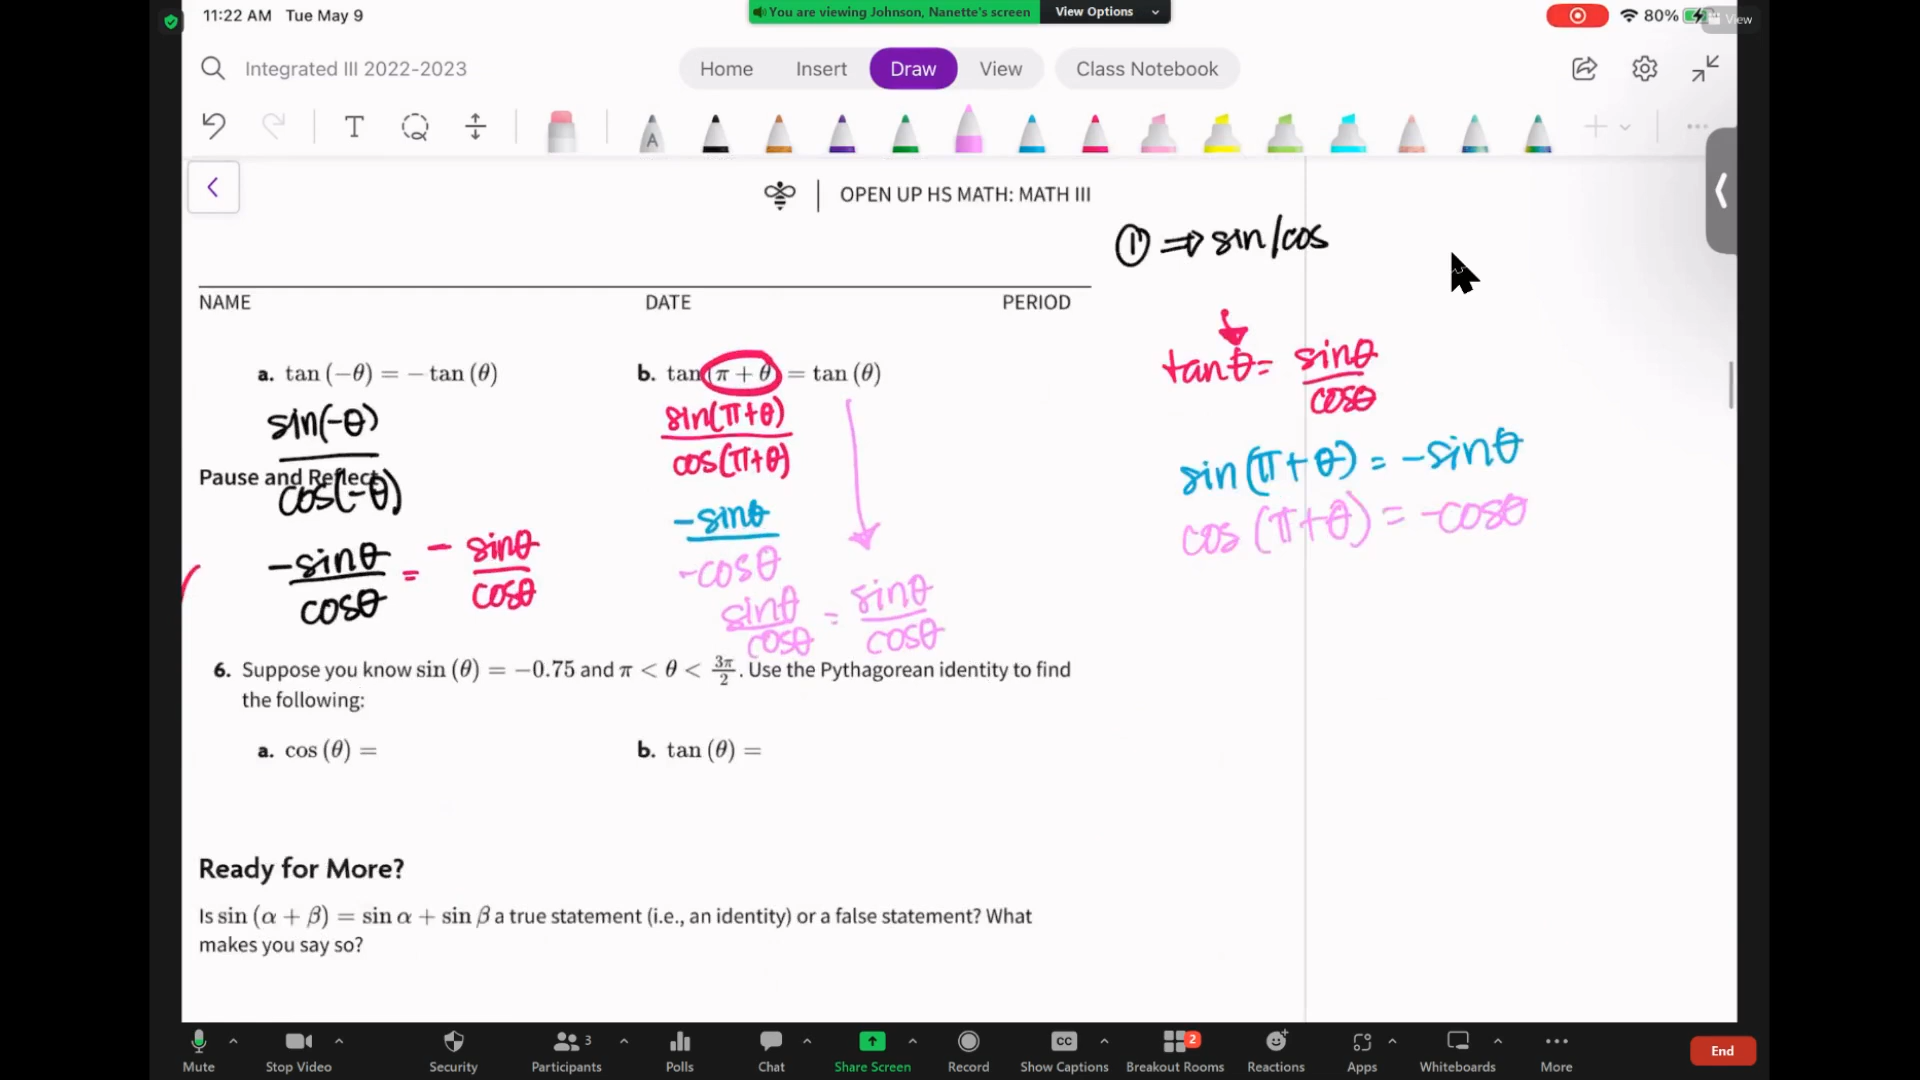 11:22 AM Tue May 9
You are viewing Johnson, Nanette's screen
View Options
80%
View
Integrated III 2022-2023
Home
Insert
Draw
View
Class Notebook
T
A
OPEN UP HS MATH: MATH III
① ⇒ sin/cos
NAME DATE PERIOD
tanθ = sinθ/cosθ
a. tan (−θ) = − tan (θ)
b. tan (π + θ) = tan (θ)
sin(-θ)/cos(-θ)
sin(π+θ)/cos(π+θ)
sin(π+θ) = -sinθ
cos(π+θ) = -cosθ
Pause and Reflect
-sinθ/cosθ = - sinθ/cosθ
-sinθ/-cosθ
sinθ/cosθ = sinθ/cosθ
6. Suppose you know sin (θ) = −0.75 and π < θ < 3π/2. Use the Pythagorean identity to find
the following:
a. cos (θ) =
b. tan (θ) =
Ready for More?
Is sin (α + β) = sin α + sin β a true statement (i.e., an identity) or a false statement? What
makes you say so?
Mute
Stop Video
Security
3
Participants
Polls
Chat
Share Screen
Record
CC
Show Captions
2
Breakout Rooms
Reactions
Apps
Whiteboards
More
End